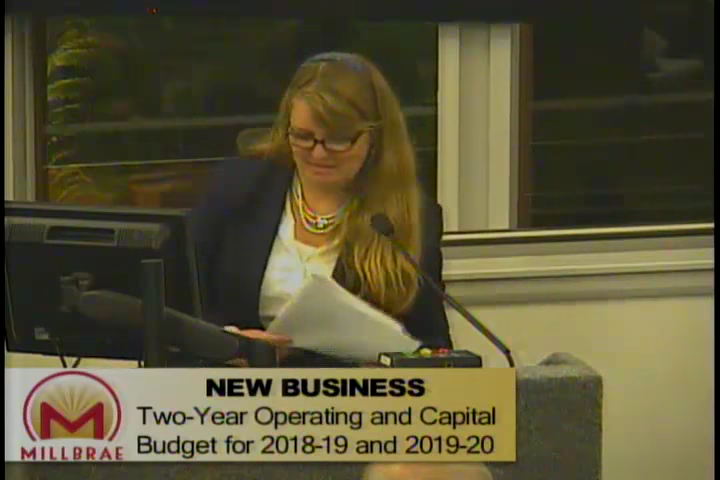 NEW BUSINESS
Two-Year Operating and Capital
Budget for 2018-19 and 2019-20
M
MILLBRAE